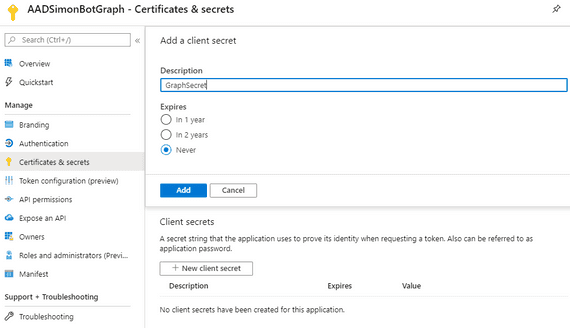 AADSimonBotGraph - Certificates & secrets
Search (Ctrl+/)
«
Overview
Quickstart
Manage
Branding
Authentication
Certificates & secrets
Token configuration (preview)
API permissions
Expose an API
Owners
Roles and administrators (Previ...
Manifest
Support + Troubleshooting
Troubleshooting
Add a client secret
Description
GraphSecret
Expires
In 1 year
In 2 years
Never
Add Cancel
Client secrets
A secret string that the application uses to prove its identity when requesting a token. Also can be referred to as
application password.
+ New client secret
Description Expires Value
No client secrets have been created for this application.